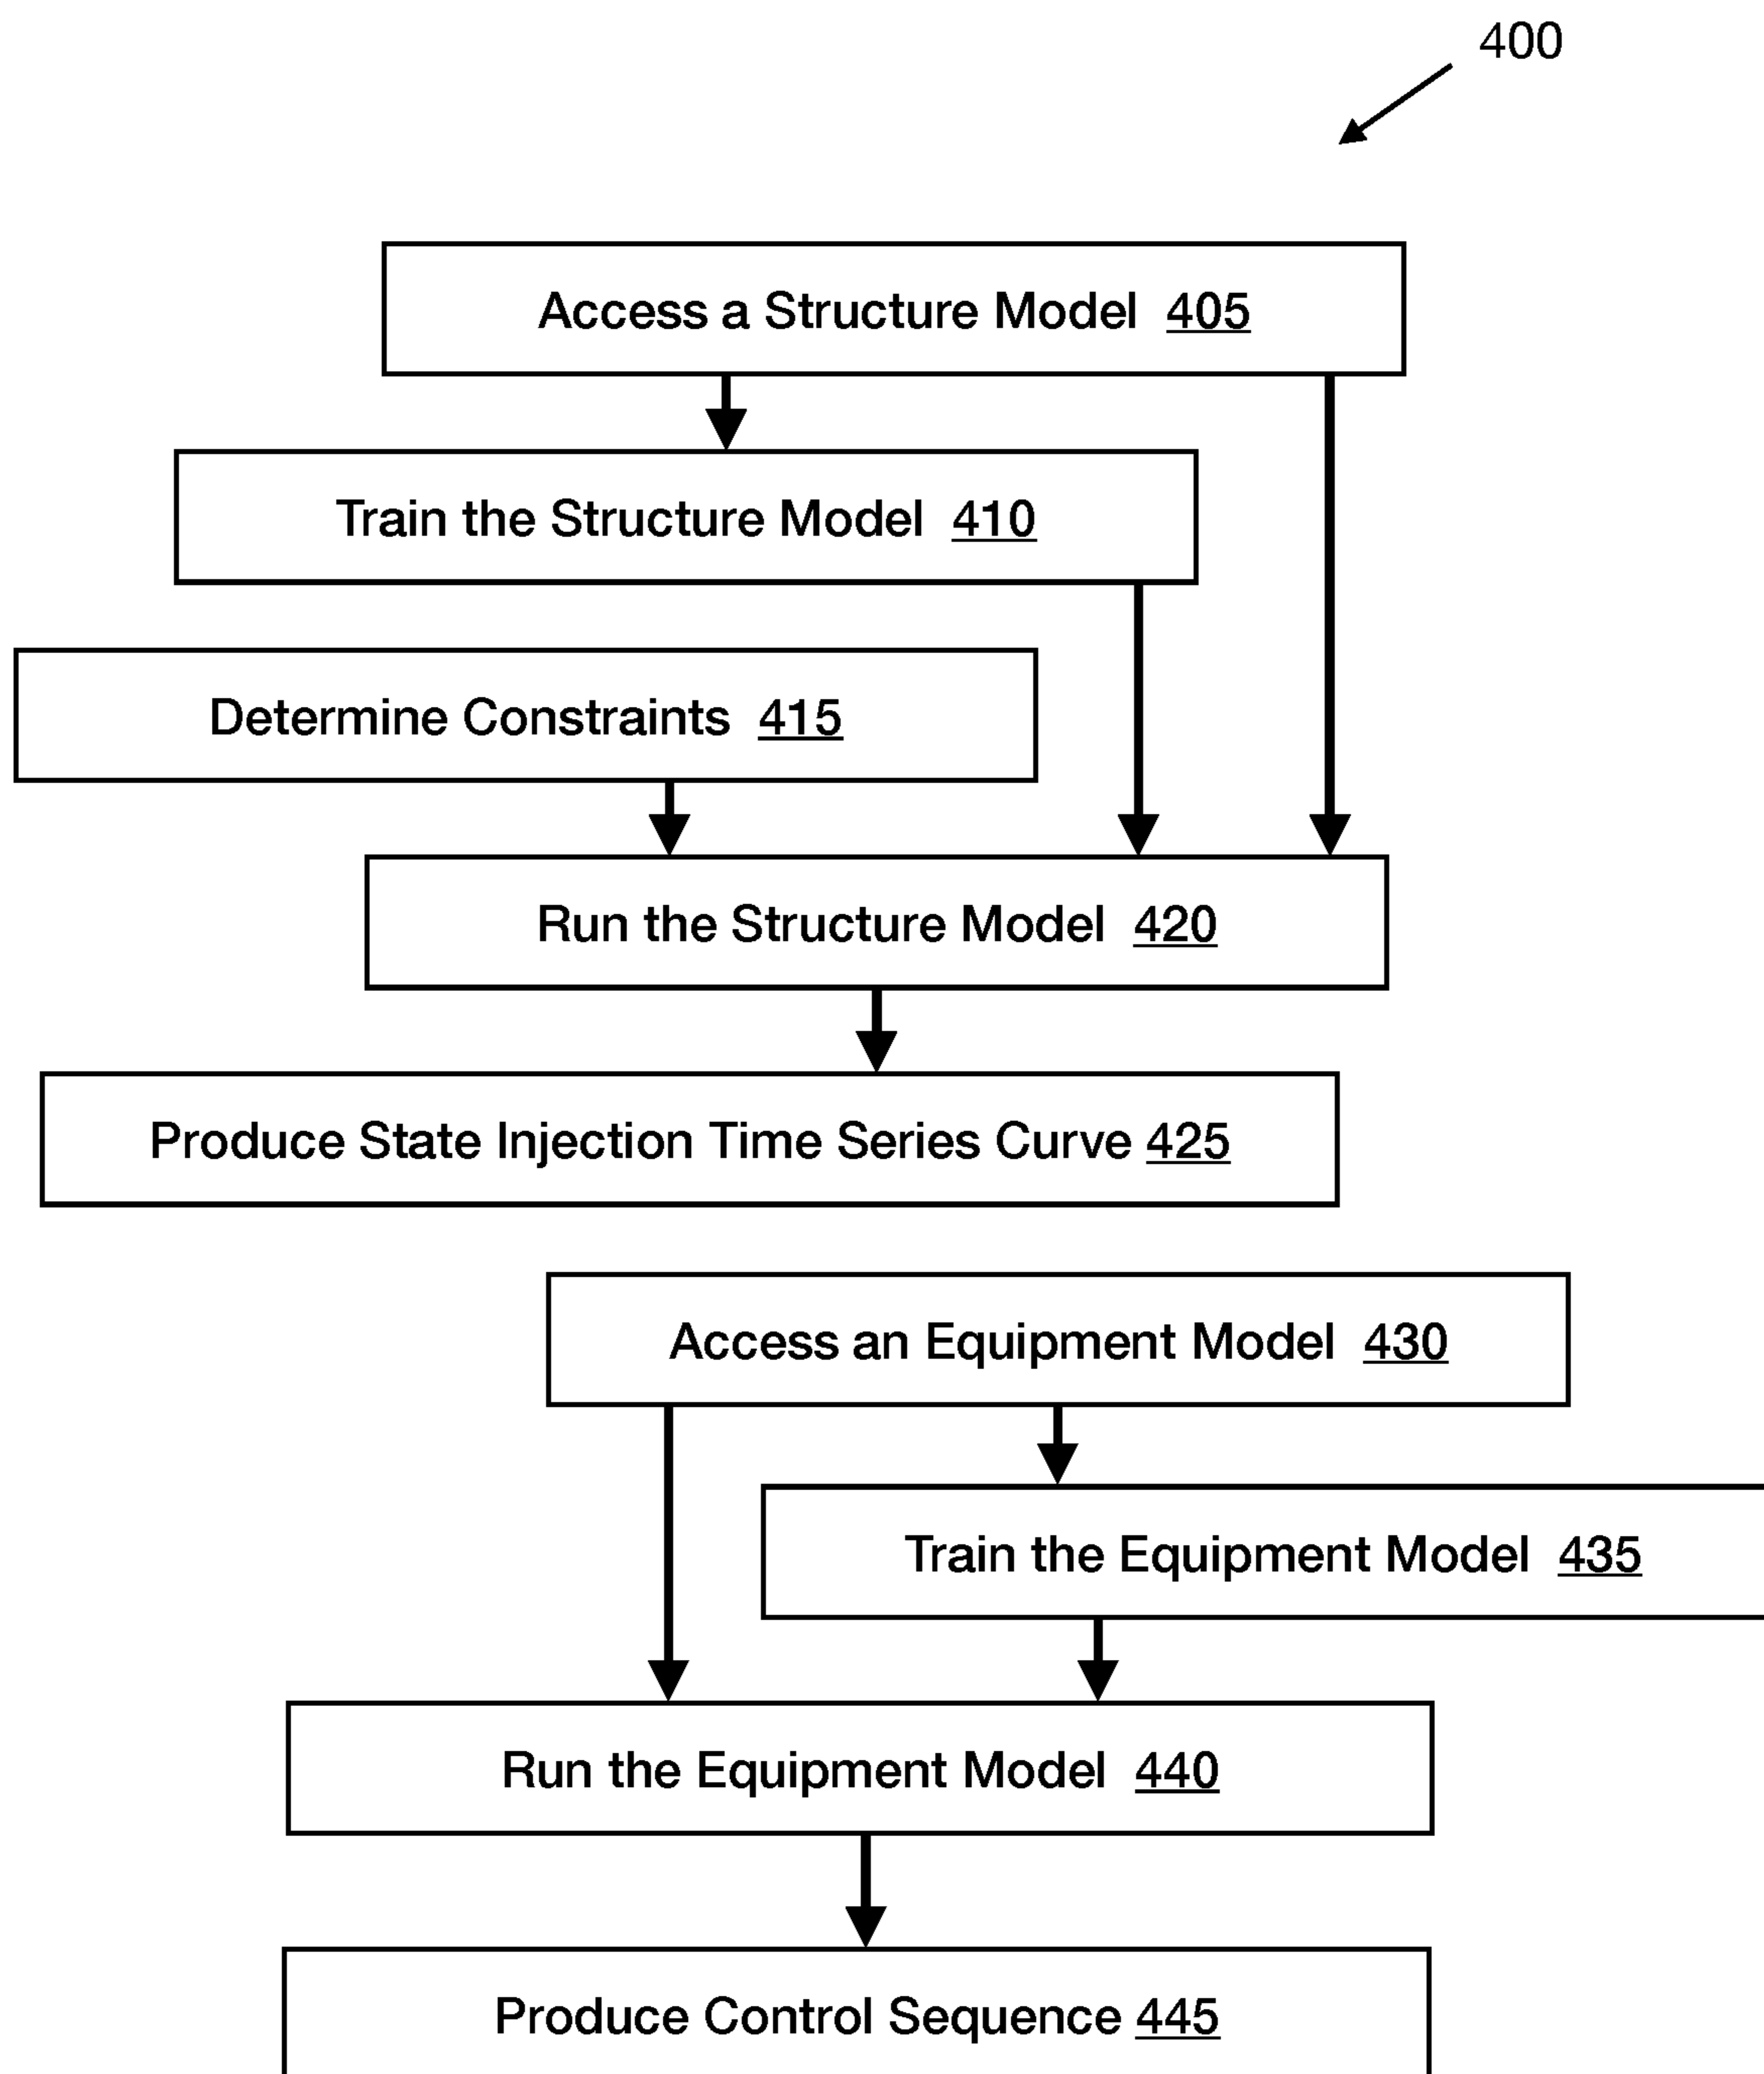 400
Access a Structure Model 405
Train the Structure Model 410
Determine Constraints 415
Run the Structure Model 420
Produce State Injection Time Series Curve 425
Access an Equipment Model 430
Train the Equipment Model 435
Run the Equipment Model 440
Produce Control Sequence 445